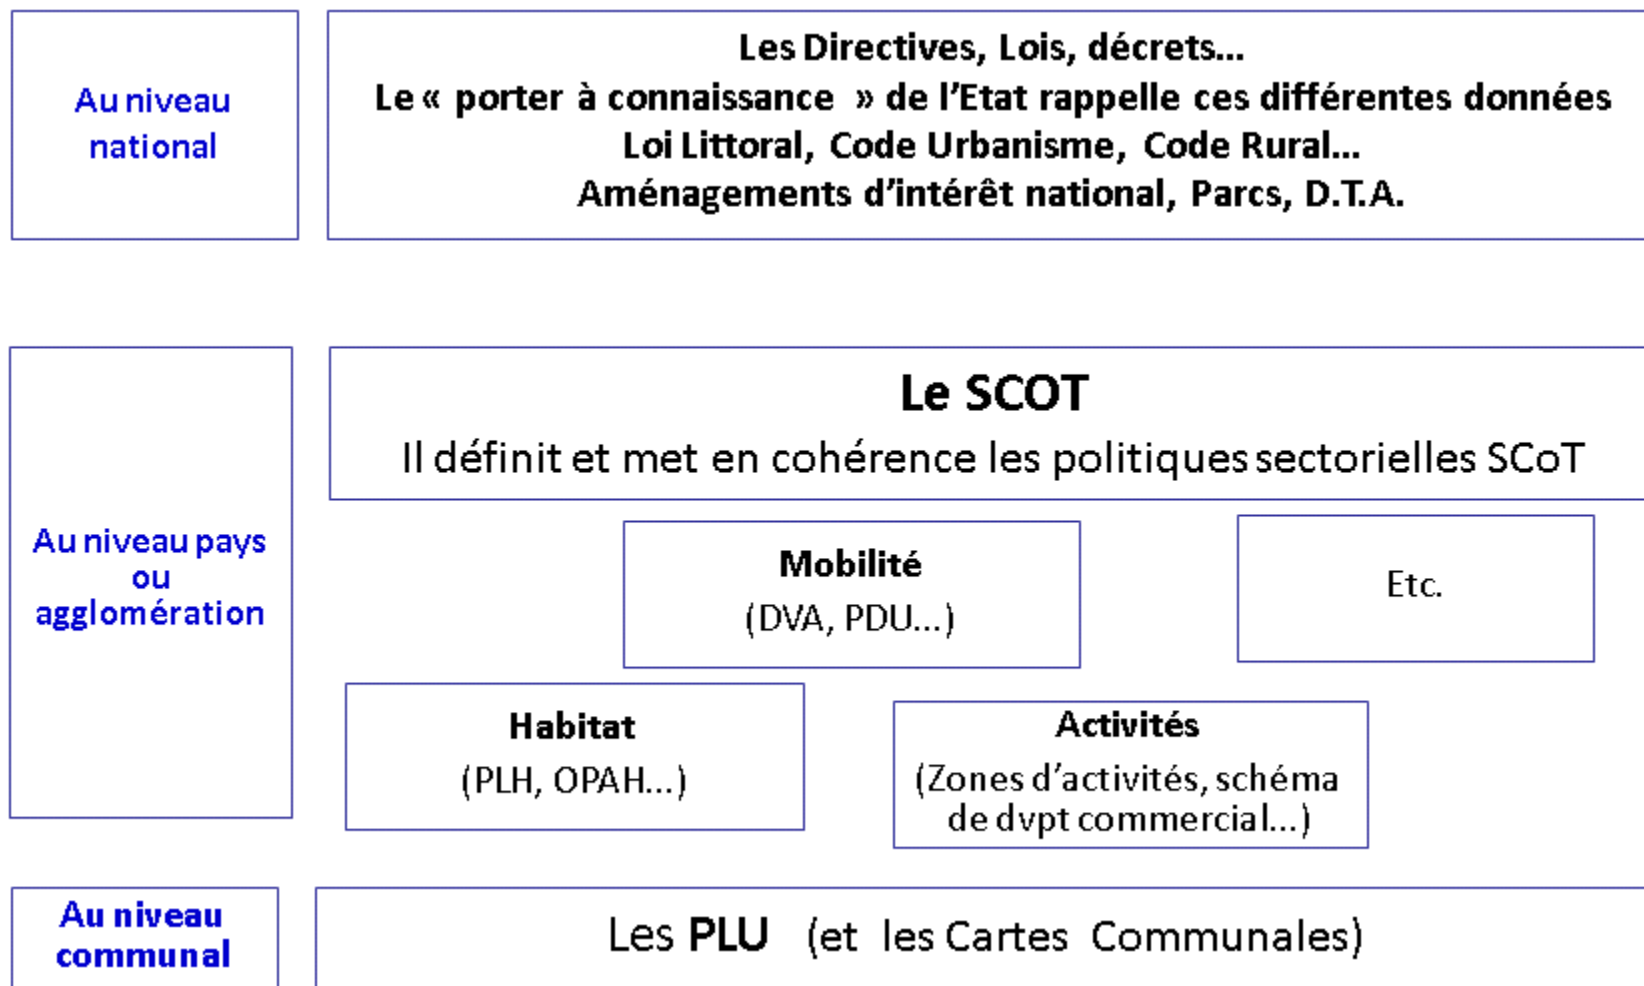 Au niveau
national
Les Directives, Lois, décrets...
Le « porter à connaissance » de l'Etat rappelle ces différentes données
Loi Littoral, Code Urbanisme, Code Rural...
Aménagements d'intérêt national, Parcs, D.T.A.
Au niveau pays
ou
agglomération
Le SCOT
Il définit et met en cohérence les politiques sectorielles SCoT
Mobilité
(DVA, PDU...)
Etc.
Habitat
(PLH, OPAH...)
Activités
(Zones d'activités, schéma
de dvpt commercial...)
Au niveau
communal
Les PLU (et les Cartes Communales)